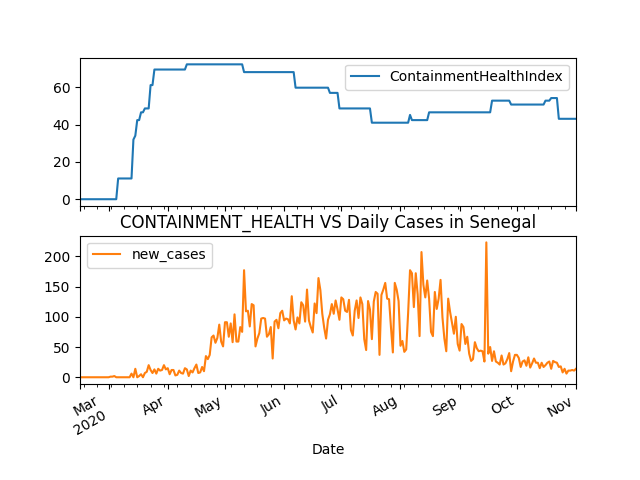 ContainmentHealthIndex
60
40
20
0
CONTAINMENT_HEALTH VS Daily Cases in Senegal
new_cases
200
150
100
50
0
Mar Apr May Jun Jul Aug Sep Oct Nov
2020
Date